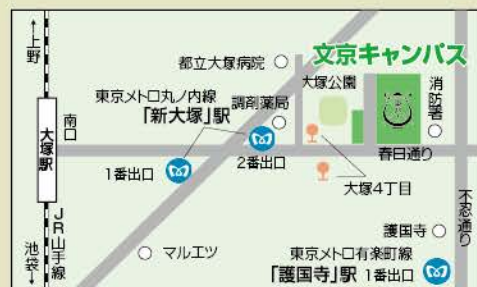 ←上野
都立大塚病院
文京キャンパス
大塚公園
消防署
東京メトロ丸ノ内線
「新大塚」駅
調剤薬局
南口
大塚駅
1番出口
2番出口
春日通り
大塚4丁目
不忍通り
JR山手線
池袋→
マルエツ
護国寺
東京メトロ有楽町線
「護国寺」駅 1番出口